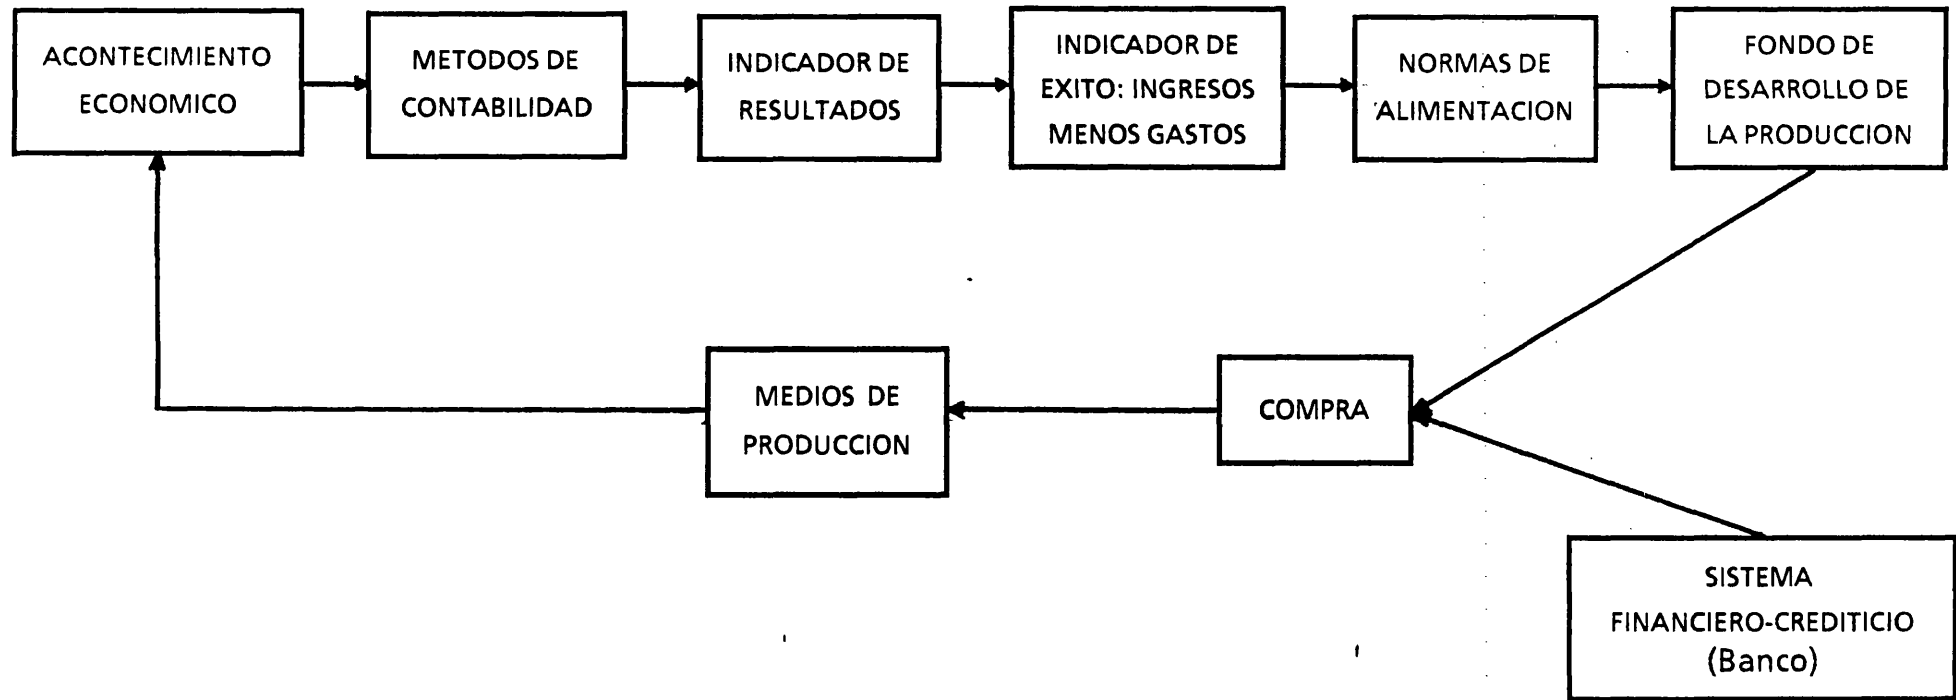 ACONTECIMIENTO
ECONOMICO
METODOS DE
CONTABILIDAD
INDICADOR DE
RESULTADOS
INDICADOR DE
EXITO: INGRESOS
MENOS GASTOS
NORMAS DE
ALIMENTACION
FONDO DE
DESARROLLO DE
LA PRODUCCION
MEDIOS DE
PRODUCCION
COMPRA
SISTEMA
FINANCIERO-CREDITICIO
(Banco)